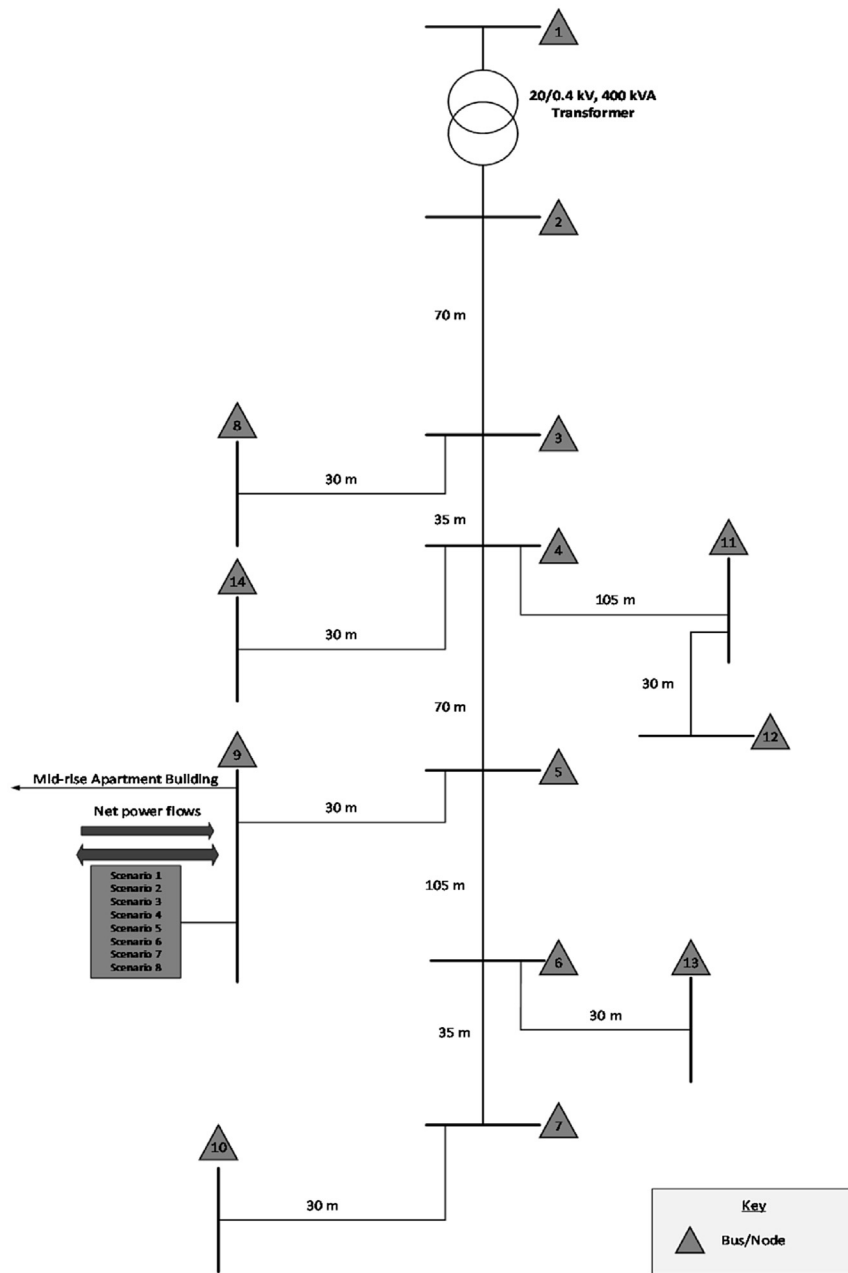 1
20/0.4 kV, 400 kVA
Transformer
2
70 m
8
3
30 m
35 m
11
14
4
105 m
30 m
30 m
70 m
12
9
5
Mid-rise Apartment Building
Net power flows
30 m
Scenario 1
Scenario 2
Scenario 3
Scenario 4
Scenario 5
Scenario 6
Scenario 7
Scenario 8
105 m
6
13
30 m
35 m
7
10
30 m
Key
Bus/Node